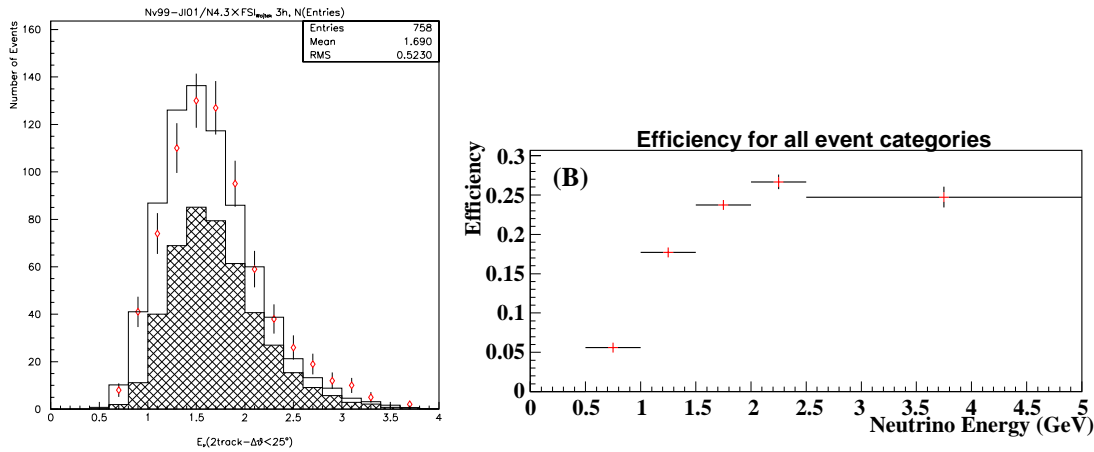 Nv99-JI01/N4.3×FSI 3h, N(Entries)
Entries 758
Mean 1.690
RMS 0.5230
Number of Events
160
140
120
100
80
60
40
20
0
0 0.5 1 1.5 2 2.5 3 3.5 4
Eν(2track-Δϑ<25°)
Efficiency for all event categories
(B)
Efficiency
0.3
0.25
0.2
0.15
0.1
0.05
0
0 0.5 1 1.5 2 2.5 3 3.5 4 4.5 5
Neutrino Energy (GeV)